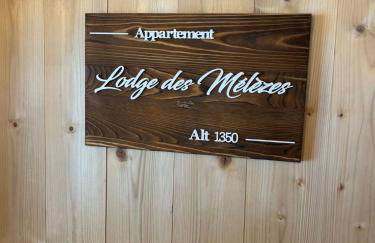 Appartement
Lodge des Mélèzes
Alt 1350